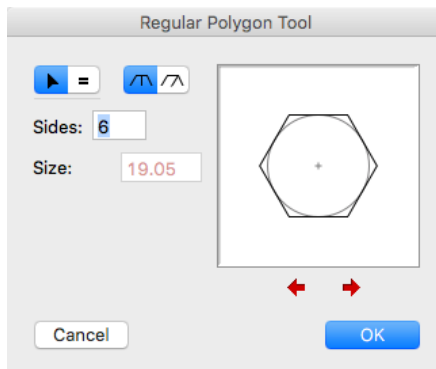 Regular Polygon Tool
=
Sides: 6
Size: 19.05
Cancel OK